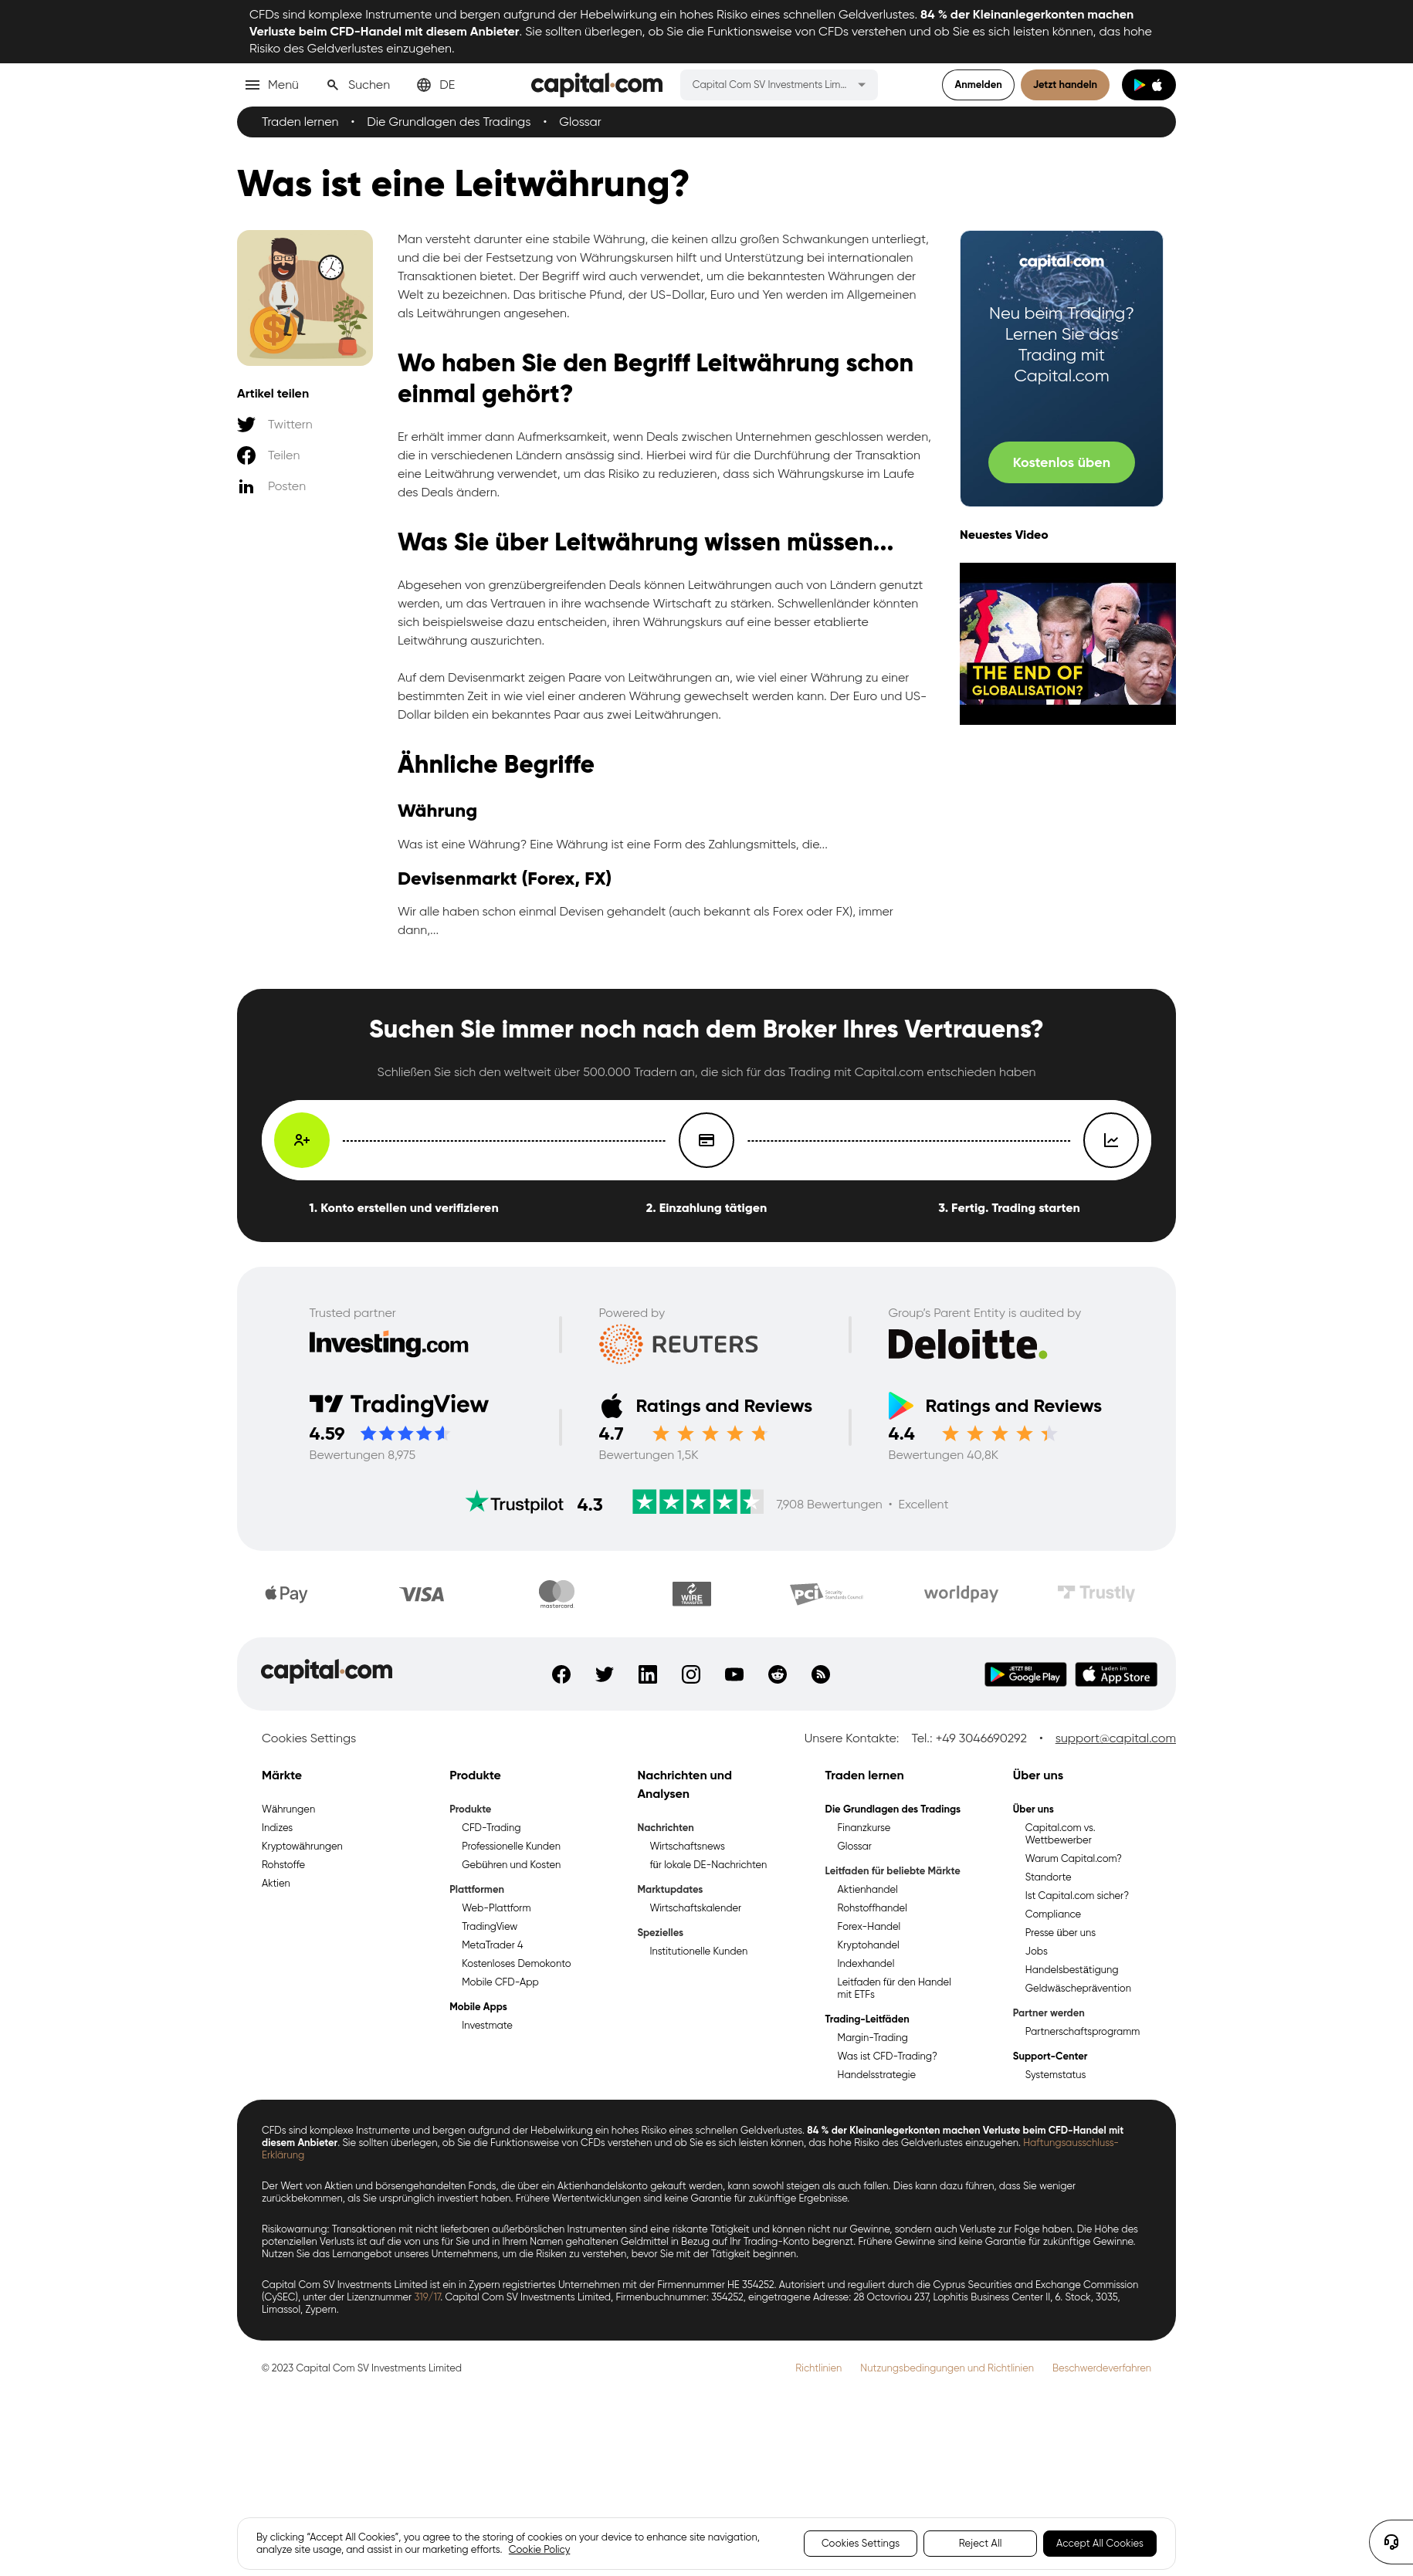 CFDs sind komplexe Instrumente und bergen aufgrund der Hebelwirkung ein hohes Risiko eines schnellen Geldverlustes. 84 % der Kleinanlegerkonten machen
Verluste beim CFD-Handel mit diesem Anbieter. Sie sollten überlegen, ob Sie die Funktionsweise von CFDs verstehen und ob Sie es sich leisten können, das hohe
Risiko des Geldverlustes einzugehen.
Menü Suchen DE capital.com Capital Com SV Investments Lim... Anmelden Jetzt handeln
Traden lernen • Die Grundlagen des Tradings • Glossar
Was ist eine Leitwährung?
Artikel teilen
Twittern
Teilen
Posten
Man versteht darunter eine stabile Währung, die keinen allzu großen Schwankungen unterliegt,
und die bei der Festsetzung von Währungskursen hilft und Unterstützung bei internationalen
Transaktionen bietet. Der Begriff wird auch verwendet, um die bekanntesten Währungen der
Welt zu bezeichnen. Das britische Pfund, der US-Dollar, Euro und Yen werden im Allgemeinen
als Leitwährungen angesehen.
Wo haben Sie den Begriff Leitwährung schon
einmal gehört?
Er erhält immer dann Aufmerksamkeit, wenn Deals zwischen Unternehmen geschlossen werden,
die in verschiedenen Ländern ansässig sind. Hierbei wird für die Durchführung der Transaktion
eine Leitwährung verwendet, um das Risiko zu reduzieren, dass sich Währungskurse im Laufe
des Deals ändern.
Was Sie über Leitwährung wissen müssen...
Abgesehen von grenzübergreifenden Deals können Leitwährungen auch von Ländern genutzt
werden, um das Vertrauen in ihre wachsende Wirtschaft zu stärken. Schwellenländer könnten
sich beispielsweise dazu entscheiden, ihren Währungskurs auf eine besser etablierte
Leitwährung auszurichten.
Auf dem Devisenmarkt zeigen Paare von Leitwährungen an, wie viel einer Währung zu einer
bestimmten Zeit in wie viel einer anderen Währung gewechselt werden kann. Der Euro und US-
Dollar bilden ein bekanntes Paar aus zwei Leitwährungen.
Ähnliche Begriffe
Währung
Was ist eine Währung? Eine Währung ist eine Form des Zahlungsmittels, die...
Devisenmarkt (Forex, FX)
Wir alle haben schon einmal Devisen gehandelt (auch bekannt als Forex oder FX), immer
dann,...
capital.com
Neu beim Trading?
Lernen Sie das
Trading mit
Capital.com
Kostenlos üben
Neuestes Video
THE END OF
GLOBALISATION?
Suchen Sie immer noch nach dem Broker Ihres Vertrauens?
Schließen Sie sich den weltweit über 500.000 Tradern an, die sich für das Trading mit Capital.com entschieden haben
1. Konto erstellen und verifizieren 2. Einzahlung tätigen 3. Fertig. Trading starten
Trusted partner Powered by Group's Parent Entity is audited by
Investing.com REUTERS Deloitte.
TradingView Ratings and Reviews Ratings and Reviews
4.59 4.7 4.4
Bewertungen 8,975 Bewertungen 1,5K Bewertungen 40,8K
Trustpilot 4.3 7,908 Bewertungen • Excellent
Pay VISA mastercard WIRE TRANSFER PCI Security Standards Council worldpay Trustly
capital.com JETZT BEI Google Play Laden im App Store
Cookies Settings Unsere Kontakte: Tel.: +49 3046690292 • support@capital.com
Märkte
Währungen
Indizes
Kryptowährungen
Rohstoffe
Aktien
Produkte
Produkte
CFD-Trading
Professionelle Kunden
Gebühren und Kosten
Plattformen
Web-Plattform
TradingView
MetaTrader 4
Kostenloses Demokonto
Mobile CFD-App
Mobile Apps
Investmate
Nachrichten und
Analysen
Nachrichten
Wirtschaftsnews
für lokale DE-Nachrichten
Marktupdates
Wirtschaftskalender
Spezielles
Institutionelle Kunden
Traden lernen
Die Grundlagen des Tradings
Finanzkurse
Glossar
Leitfaden für beliebte Märkte
Aktienhandel
Rohstoffhandel
Forex-Handel
Kryptohandel
Indexhandel
Leitfaden für den Handel
mit ETFs
Trading-Leitfäden
Margin-Trading
Was ist CFD-Trading?
Handelsstrategie
Über uns
Über uns
Capital.com vs.
Wettbewerber
Warum Capital.com?
Standorte
Ist Capital.com sicher?
Compliance
Presse über uns
Jobs
Handelsbestätigung
Geldwäscheprävention
Partner werden
Partnerschaftsprogramm
Support-Center
Systemstatus
CFDs sind komplexe Instrumente und bergen aufgrund der Hebelwirkung ein hohes Risiko eines schnellen Geldverlustes. 84 % der Kleinanlegerkonten machen Verluste beim CFD-Handel mit
diesem Anbieter. Sie sollten überlegen, ob Sie die Funktionsweise von CFDs verstehen und ob Sie es sich leisten können, das hohe Risiko des Geldverlustes einzugehen. Haftungsausschluss-
Erklärung
Der Wert von Aktien und börsengehandelten Fonds, die über ein Aktienhandelskonto gekauft werden, kann sowohl steigen als auch fallen. Dies kann dazu führen, dass Sie weniger
zurückbekommen, als Sie ursprünglich investiert haben. Frühere Wertentwicklungen sind keine Garantie für zukünftige Ergebnisse.
Risikowarnung: Transaktionen mit nicht lieferbaren außerbörslichen Instrumenten sind eine riskante Tätigkeit und können nicht nur Gewinne, sondern auch Verluste zur Folge haben. Die Höhe des
potenziellen Verlusts ist auf die von uns für Sie und in Ihrem Namen gehaltenen Geldmittel in Bezug auf Ihr Trading-Konto begrenzt. Frühere Gewinne sind keine Garantie für zukünftige Gewinne.
Nutzen Sie das Lernangebot unseres Unternehmens, um die Risiken zu verstehen, bevor Sie mit der Tätigkeit beginnen.
Capital Com SV Investments Limited ist ein in Zypern registriertes Unternehmen mit der Firmennummer HE 354252. Autorisiert und reguliert durch die Cyprus Securities and Exchange Commission
(CySEC), unter der Lizenznummer 319/17. Capital Com SV Investments Limited, Firmenbuchnummer: 354252, eingetragene Adresse: 28 Octovriou 237, Lophitis Business Center II, 6. Stock, 3035,
Limassol, Zypern.
© 2023 Capital Com SV Investments Limited Richtlinien Nutzungsbedingungen und Richtlinien Beschwerdeverfahren
By clicking “Accept All Cookies”, you agree to the storing of cookies on your device to enhance site navigation,
analyze site usage, and assist in our marketing efforts. Cookie Policy
Cookies Settings Reject All Accept All Cookies